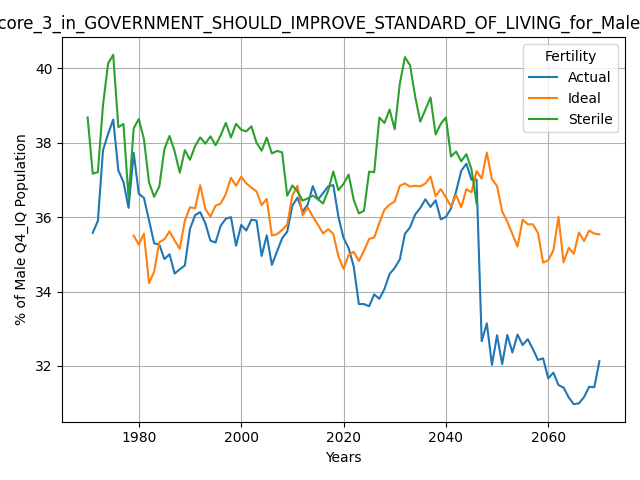 core_3_in_GOVERNMENT_SHOULD_IMPROVE_STANDARD_OF_LIVING_for_Male
Fertility
Actual
Ideal
Sterile
% of Male Q4_IQ Population
40
38
36
34
32
1980
2000
2020
2040
2060
Years